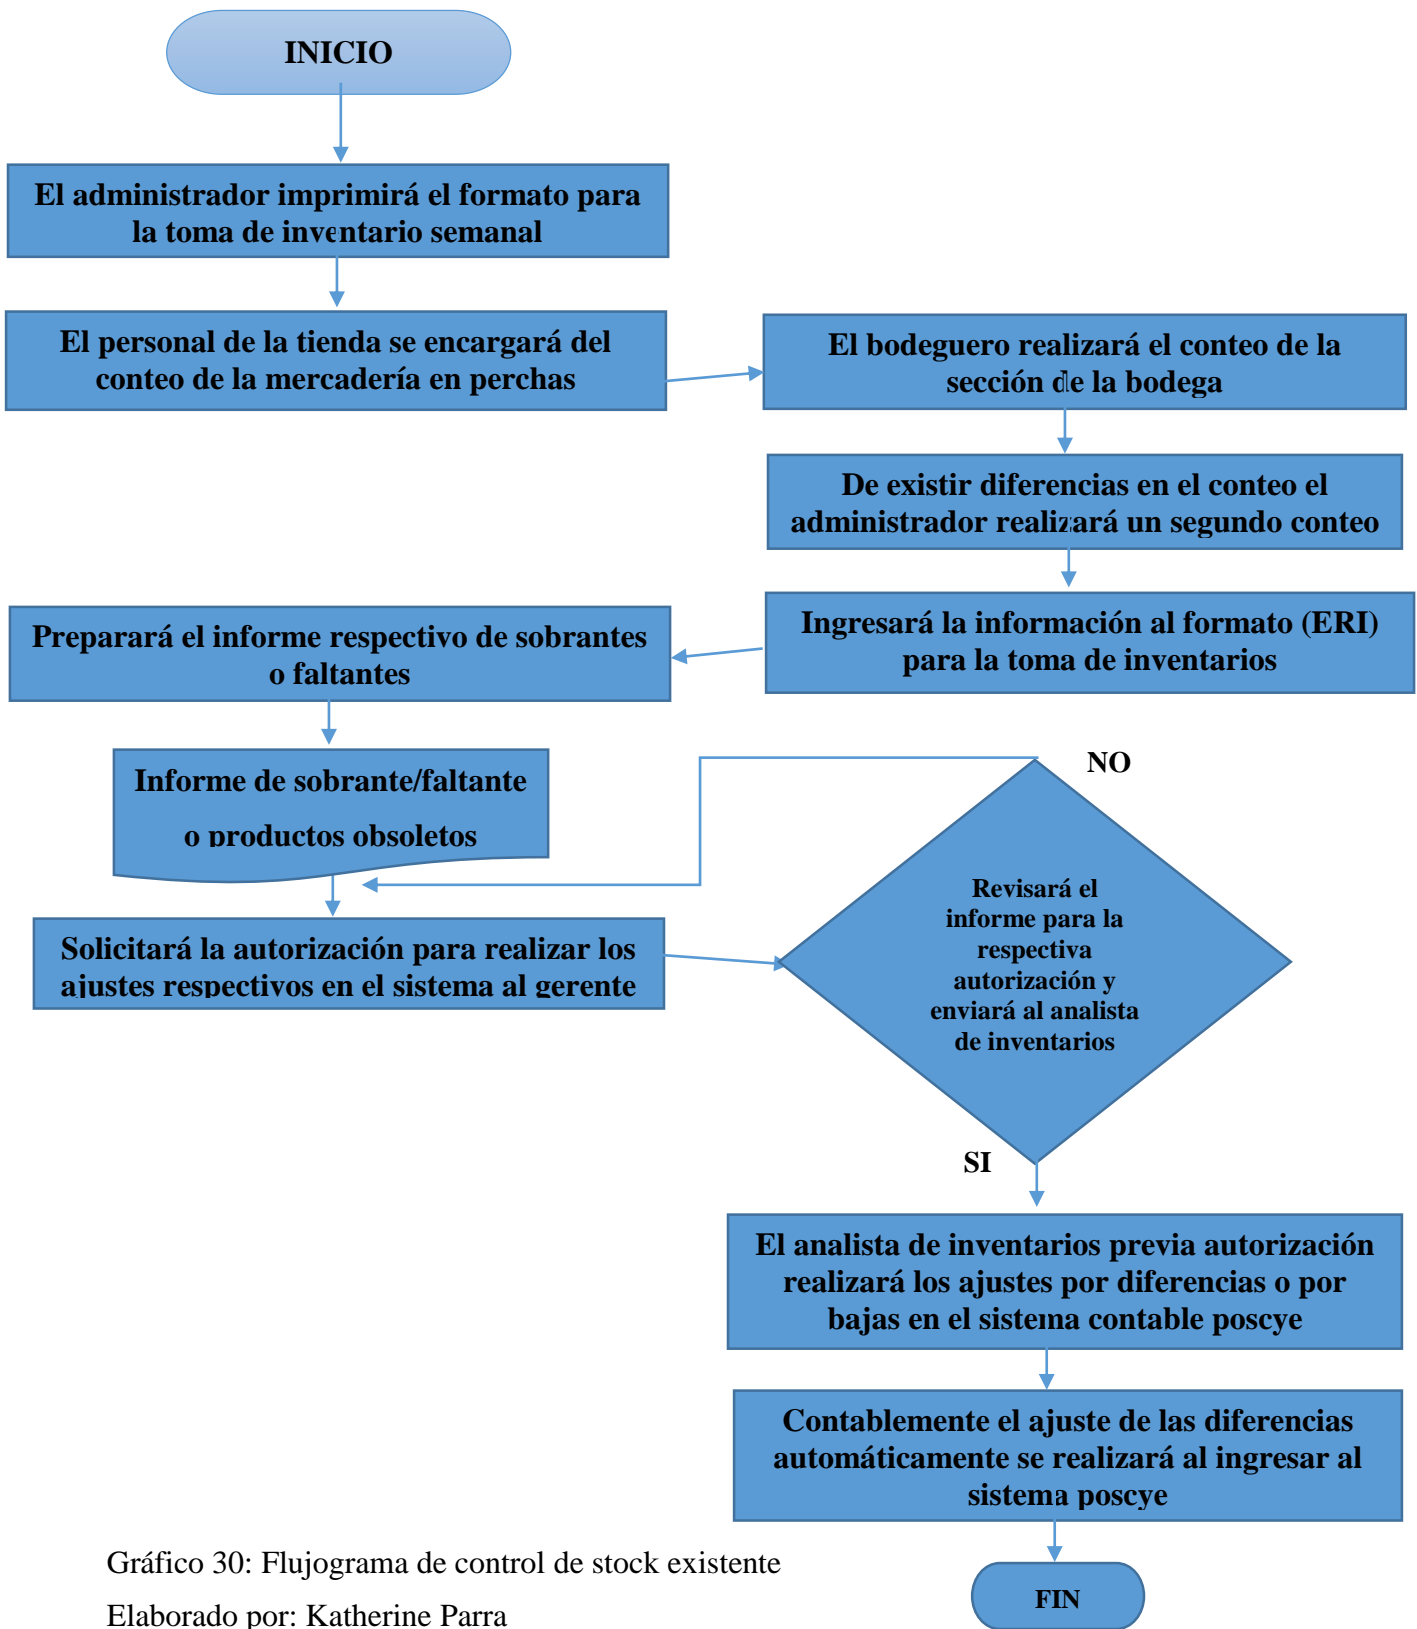 INICIO
El administrador imprimirá el formato para
la toma de inventario semanal
El personal de la tienda se encargará del
conteo de la mercadería en perchas
El bodeguero realizará el conteo de la
sección de la bodega
De existir diferencias en el conteo el
administrador realizará un segundo conteo
Ingresará la información al formato (ERI)
para la toma de inventarios
Preparará el informe respectivo de sobrantes
o faltantes
Informe de sobrante/faltante
o productos obsoletos
Solicitará la autorización para realizar los
ajustes respectivos en el sistema al gerente
NO
Revisará el
informe para la
respectiva
autorización y
enviará al analista
de inventarios
SI
El analista de inventarios previa autorización
realizará los ajustes por diferencias o por
bajas en el sistema contable poscye
Contablemente el ajuste de las diferencias
automáticamente se realizará al ingresar al
sistema poscye
FIN
Gráfico 30: Flujograma de control de stock existente
Elaborado por: Katherine Parra